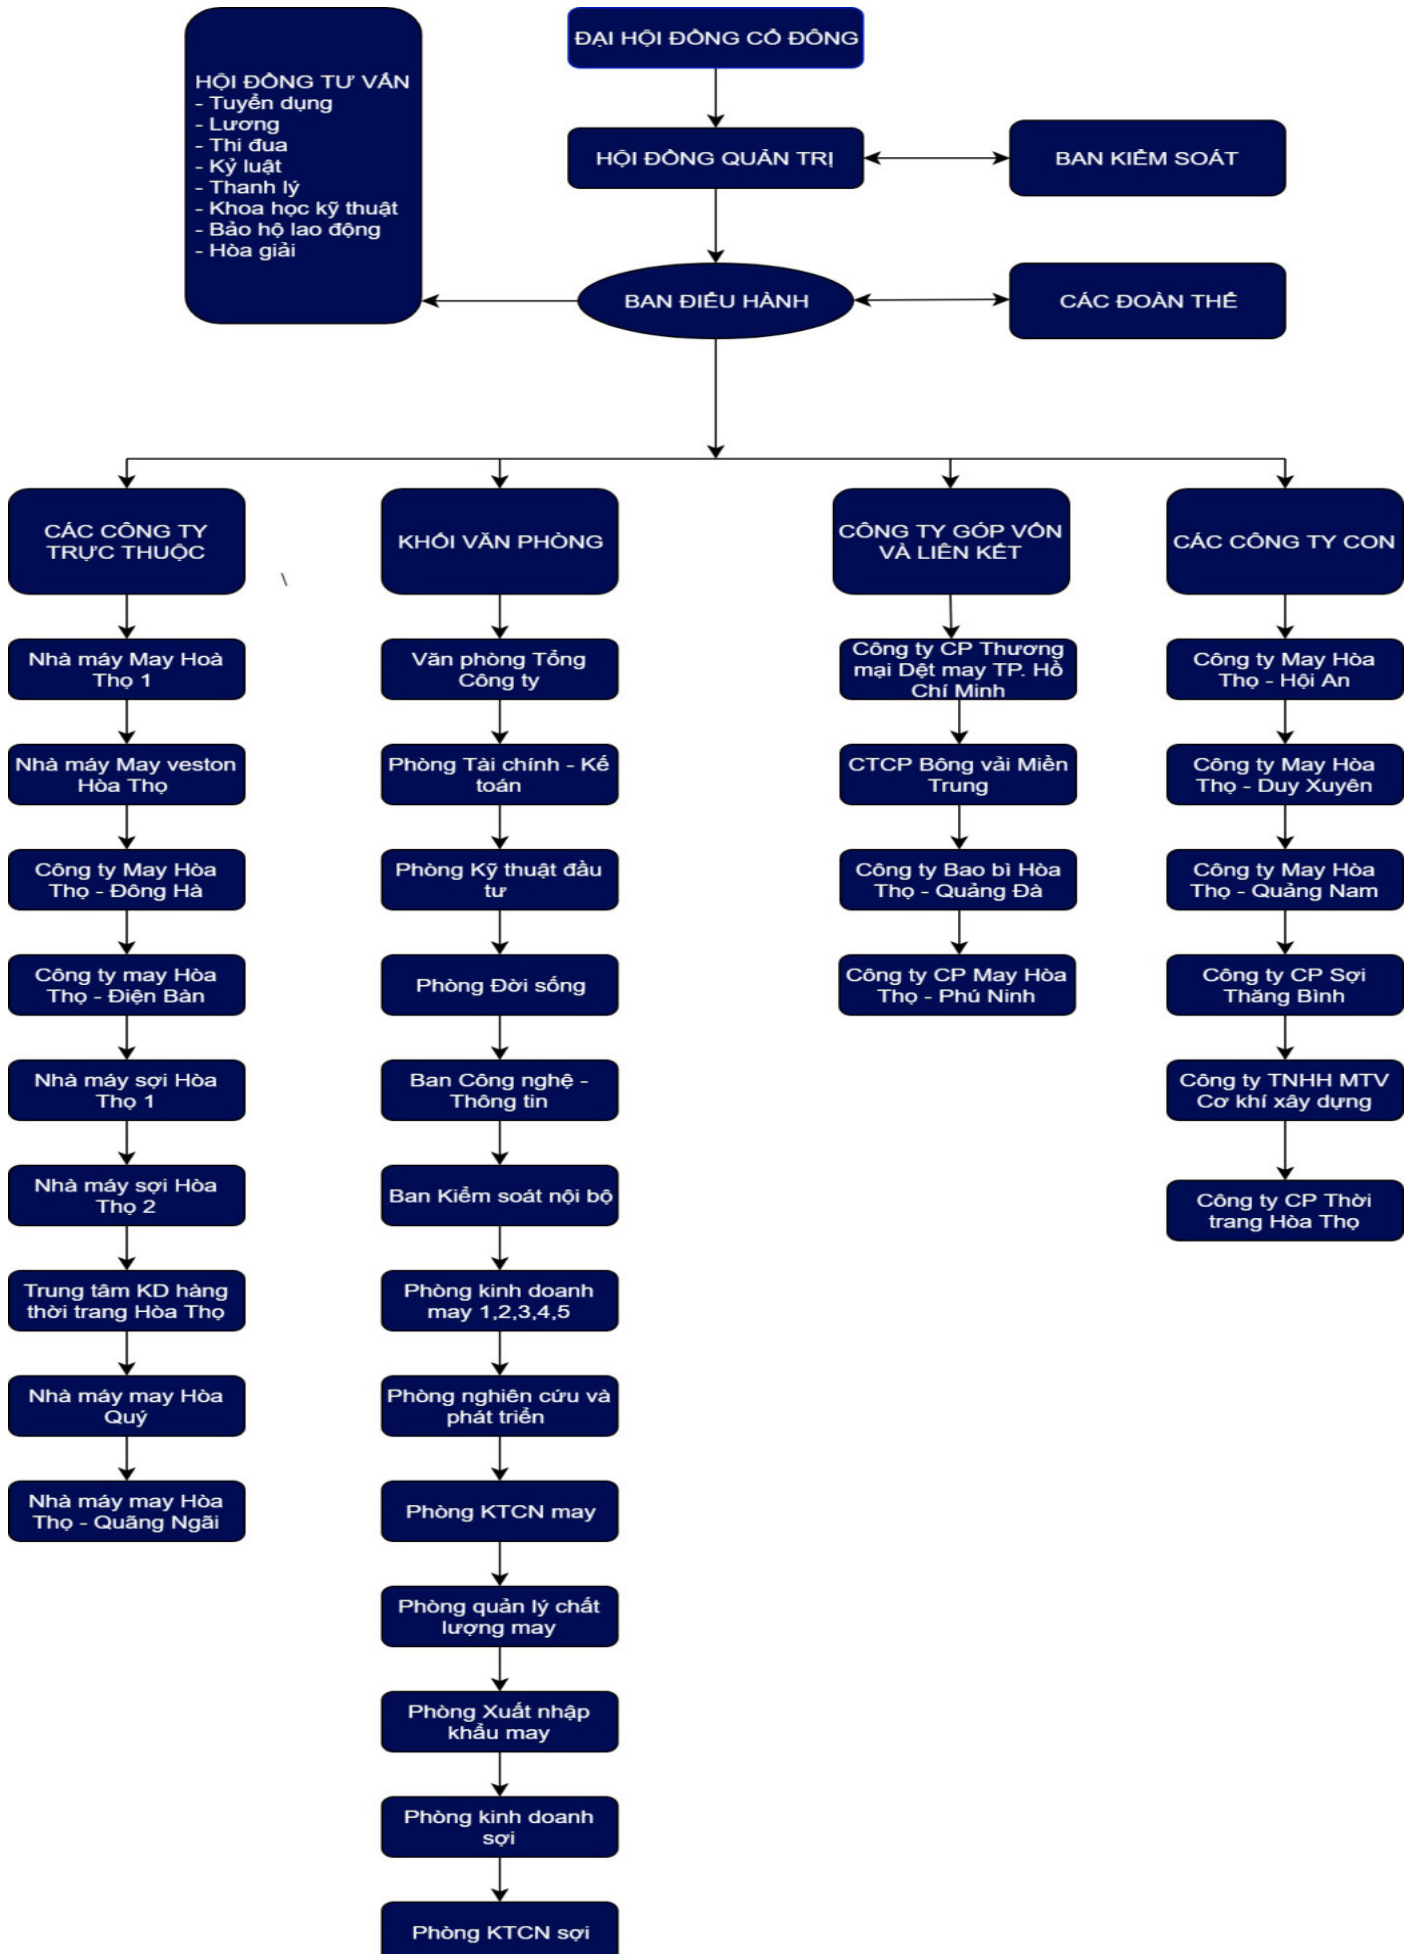 ĐẠI HỘI ĐỒNG CỔ ĐÔNG
HỘI ĐỒNG TƯ VẤN
- Tuyển dụng
- Lương
- Thi đua
- Kỷ luật
- Thanh lý
- Khoa học kỹ thuật
- Bảo hộ lao động
- Hòa giải
HỘI ĐỒNG QUẢN TRỊ
BAN KIỂM SOÁT
BAN ĐIỀU HÀNH
CÁC ĐOÀN THỂ
CÁC CÔNG TY
TRỰC THUỘC
\
Nhà máy May Hoà
Thọ 1
Nhà máy May veston
Hòa Thọ
Công ty May Hòa
Thọ - Đông Hà
Công ty may Hòa
Thọ - Điện Bàn
Nhà máy sợi Hòa
Thọ 1
Nhà máy sợi Hòa
Thọ 2
Trung tâm KD hàng
thời trang Hòa Thọ
Nhà máy may Hòa
Quý
Nhà máy may Hòa
Thọ - Quãng Ngãi
KHỐI VĂN PHÒNG
Văn phòng Tổng
Công ty
Phòng Tài chính - Kế
toán
Phòng Kỹ thuật đầu
tư
Phòng Đời sống
Ban Công nghệ -
Thông tin
Ban Kiểm soát nội bộ
Phòng kinh doanh
may 1,2,3,4,5
Phòng nghiên cứu và
phát triển
Phòng KTCN may
Phòng quản lý chất
lượng may
Phòng Xuất nhập
khẩu may
Phòng kinh doanh
sợi
Phòng KTCN sợi
CÔNG TY GÓP VỐN
VÀ LIÊN KẾT
Công ty CP Thương
mại Dệt may TP. Hồ
Chí Minh
CTCP Bông vải Miền
Trung
Công ty Bao bì Hòa
Thọ - Quảng Đà
Công ty CP May Hòa
Thọ - Phú Ninh
CÁC CÔNG TY CON
Công ty May Hòa
Thọ - Hội An
Công ty May Hòa
Thọ - Duy Xuyên
Công ty May Hòa
Thọ - Quảng Nam
Công ty CP Sợi
Thăng Bình
Công ty TNHH MTV
Cơ khí xây dựng
Công ty CP Thời
trang Hòa Thọ